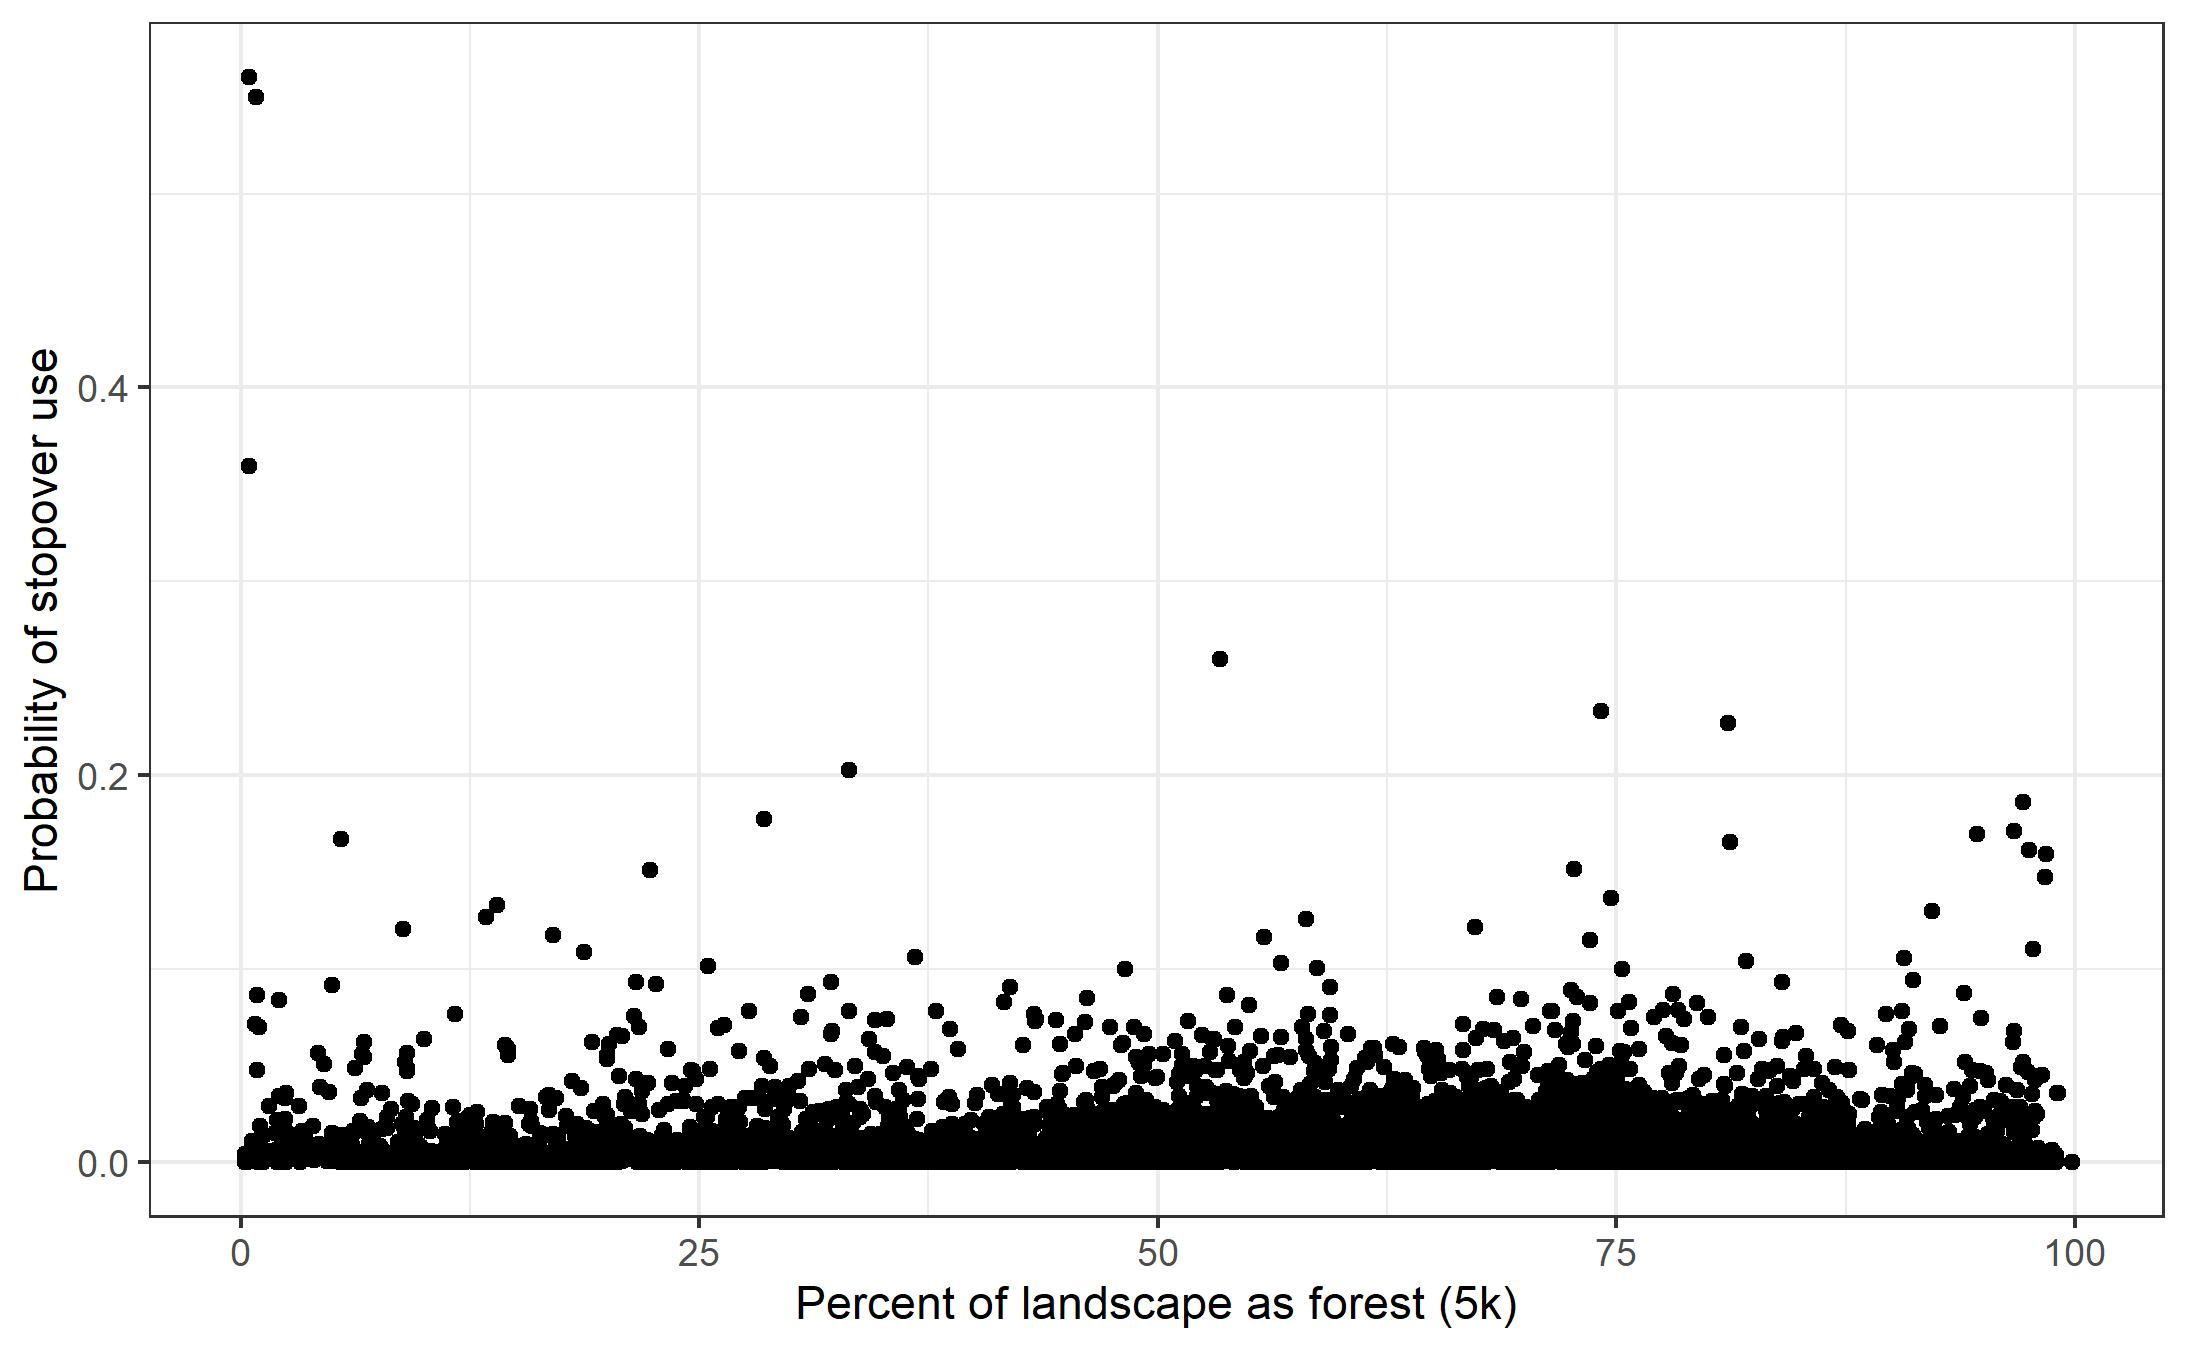 Probability of stopover use
0.4
0.2
0.0
0 25 50 75 100
Percent of landscape as forest (5k)